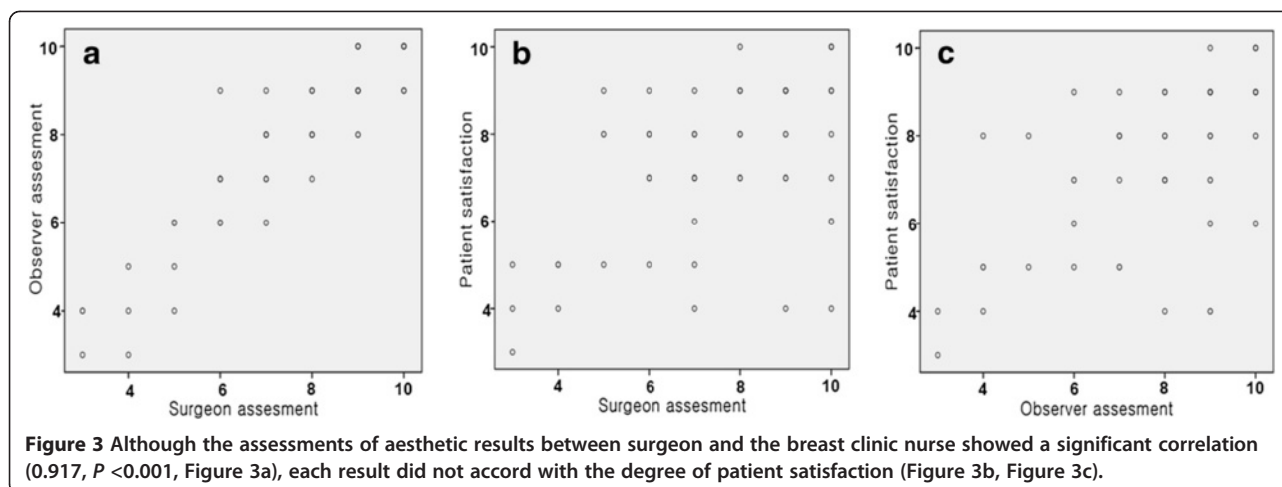 a
10
8
6
4
Observer assessment
4
6
8
10
Surgeon assesment
b
10
8
6
4
Patient satisfaction
4
6
8
10
Surgeon assesment
c
10
8
6
4
Patient satisfaction
4
6
8
10
Observer assesment
Figure 3 Although the assessments of aesthetic results between surgeon and the breast clinic nurse showed a significant correlation
(0.917, P <0.001, Figure 3a), each result did not accord with the degree of patient satisfaction (Figure 3b, Figure 3c).